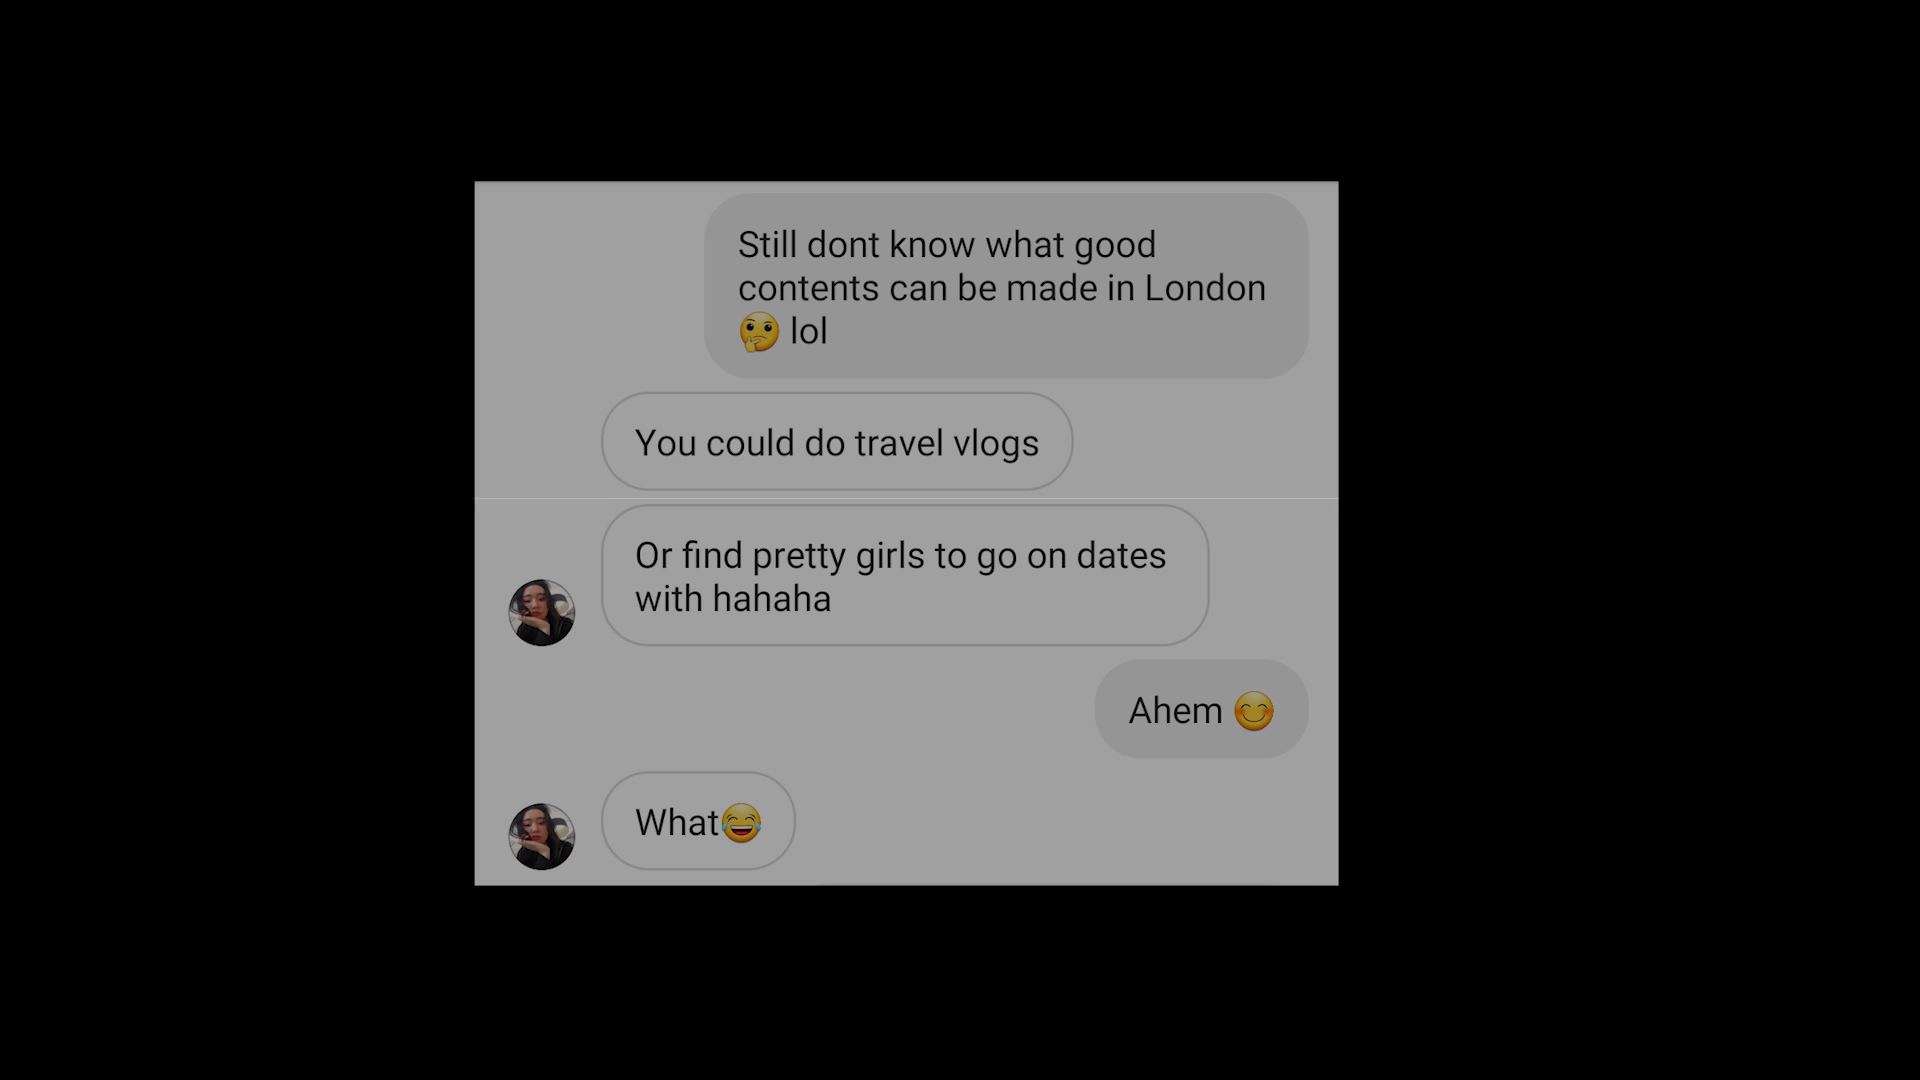 Still dont know what good
contents can be made in London
🤔 lol
You could do travel vlogs
Or find pretty girls to go on dates
with hahaha
Ahem 😊
What😂